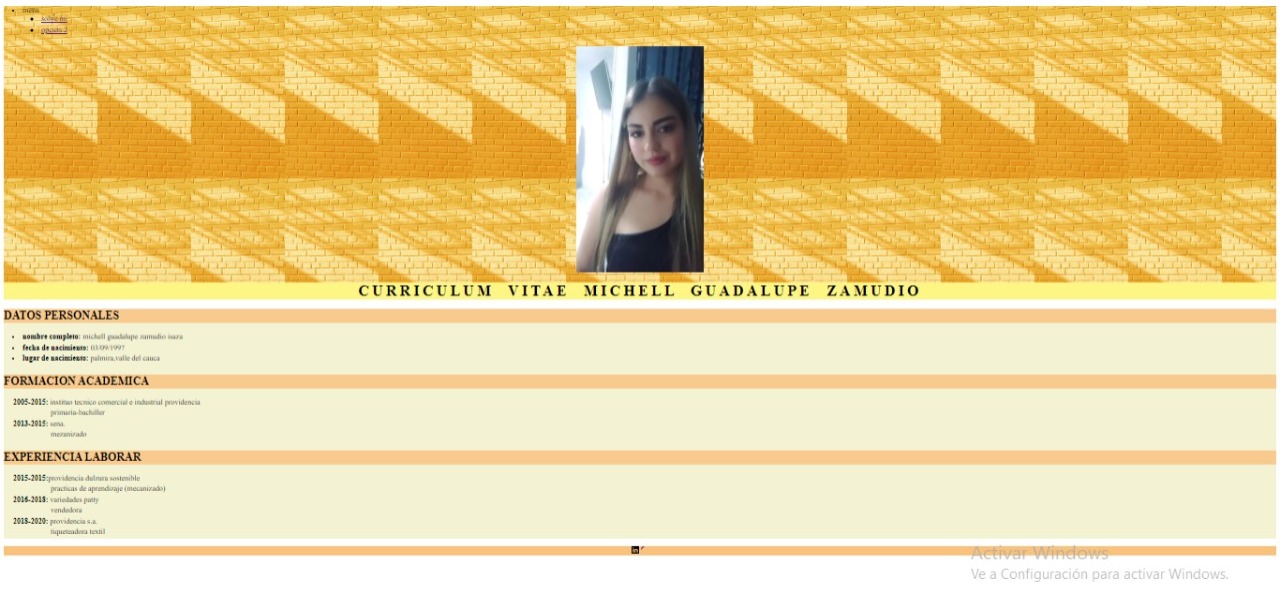 menu
sobre mi
opcion 2
CURRICULUM VITAE MICHELL GUADALUPE ZAMUDIO
DATOS PERSONALES
nombre completo: michell guadalupe zamudio isaza
fecha de nacimiento: 03/09/1997
lugar de nacimiento: palmira,valle del cauca
FORMACION ACADEMICA
2005-2015: instituo tecnico comercial e industrial providencia
primaria-bachiller
2013-2015: sena.
mezanizado
EXPERIENCIA LABORAR
2015-2015:providencia dulzura sostenible
practicas de aprendizaje (mecanizado)
2016-2018: variedades patty
vendedora
2018-2020: providencia s.a.
tiqueteadora textil
in
Activar Windows
Ve a Configuración para activar Windows.